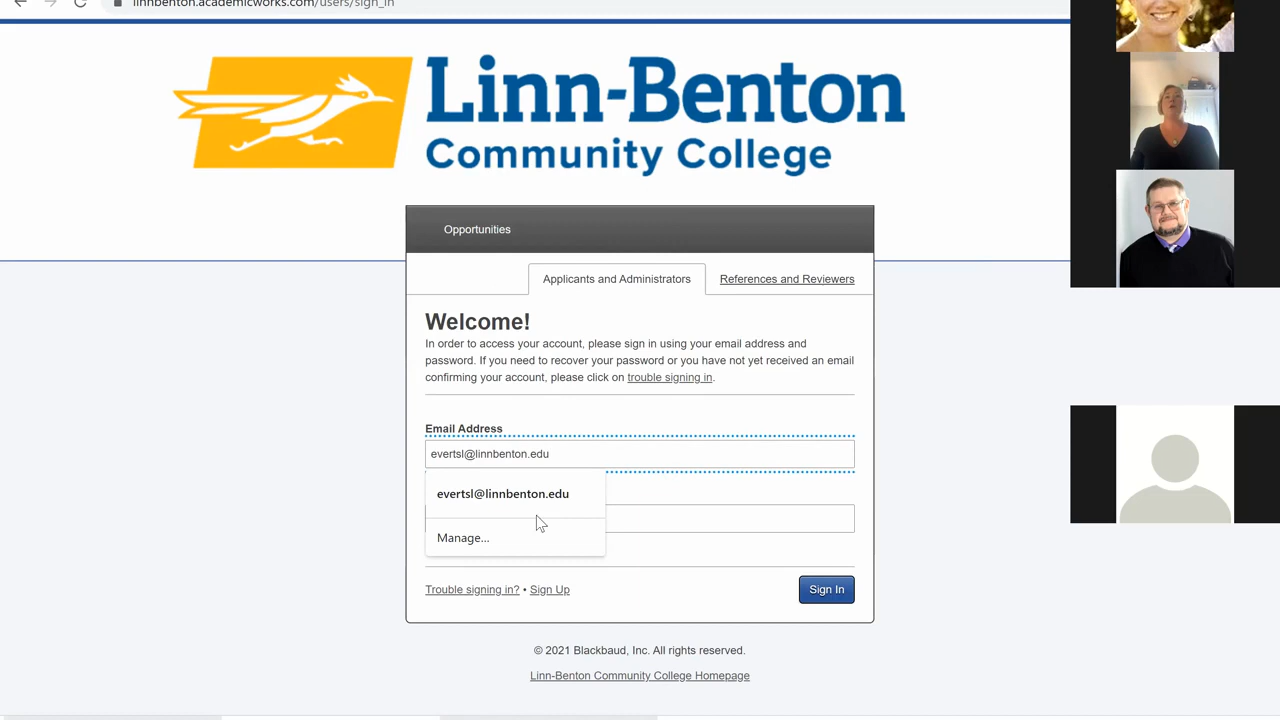 linnbenton.academicworks.com/users/sign_in
Linn-Benton
Community College
Opportunities
Applicants and Administrators
References and Reviewers
Welcome!
In order to access your account, please sign in using your email address and
password. If you need to recover your password or you have not yet received an email
confirming your account, please click on trouble signing in.
Email Address
evertsl@linnbenton.edu
evertsl@linnbenton.edu
Manage...
Trouble signing in? • Sign Up
Sign In
© 2021 Blackbaud, Inc. All rights reserved.
Linn-Benton Community College Homepage